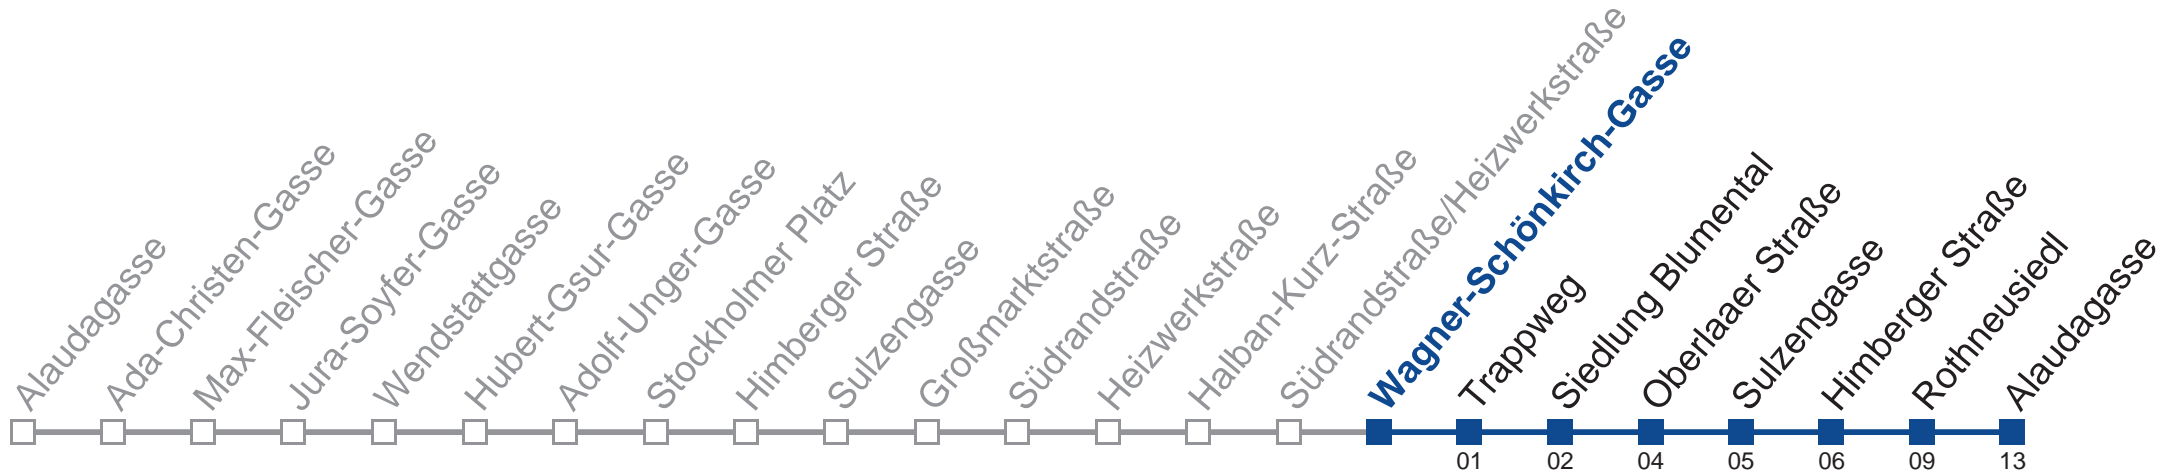 Alaudagasse
Ada-Christen-Gasse
Max-Fleischer-Gasse
Jura-Soyfer-Gasse
Wendstattgasse
Hubert-Gsur-Gasse
Adolf-Unger-Gasse
Stockholmer Platz
Himberger Straße
Sulzengasse
Großmarktstraße
Südrandstraße
Heizwerkstraße
Halban-Kurz-Straße
Südrandstraße/Heizwerkstraße
Wagner-Schönkirch-Gasse
Trappweg
Siedlung Blumental
Oberlaaer Straße
Sulzengasse
Himberger Straße
Rothneusiedl
Alaudagasse
01 02 04 05 06 09 13